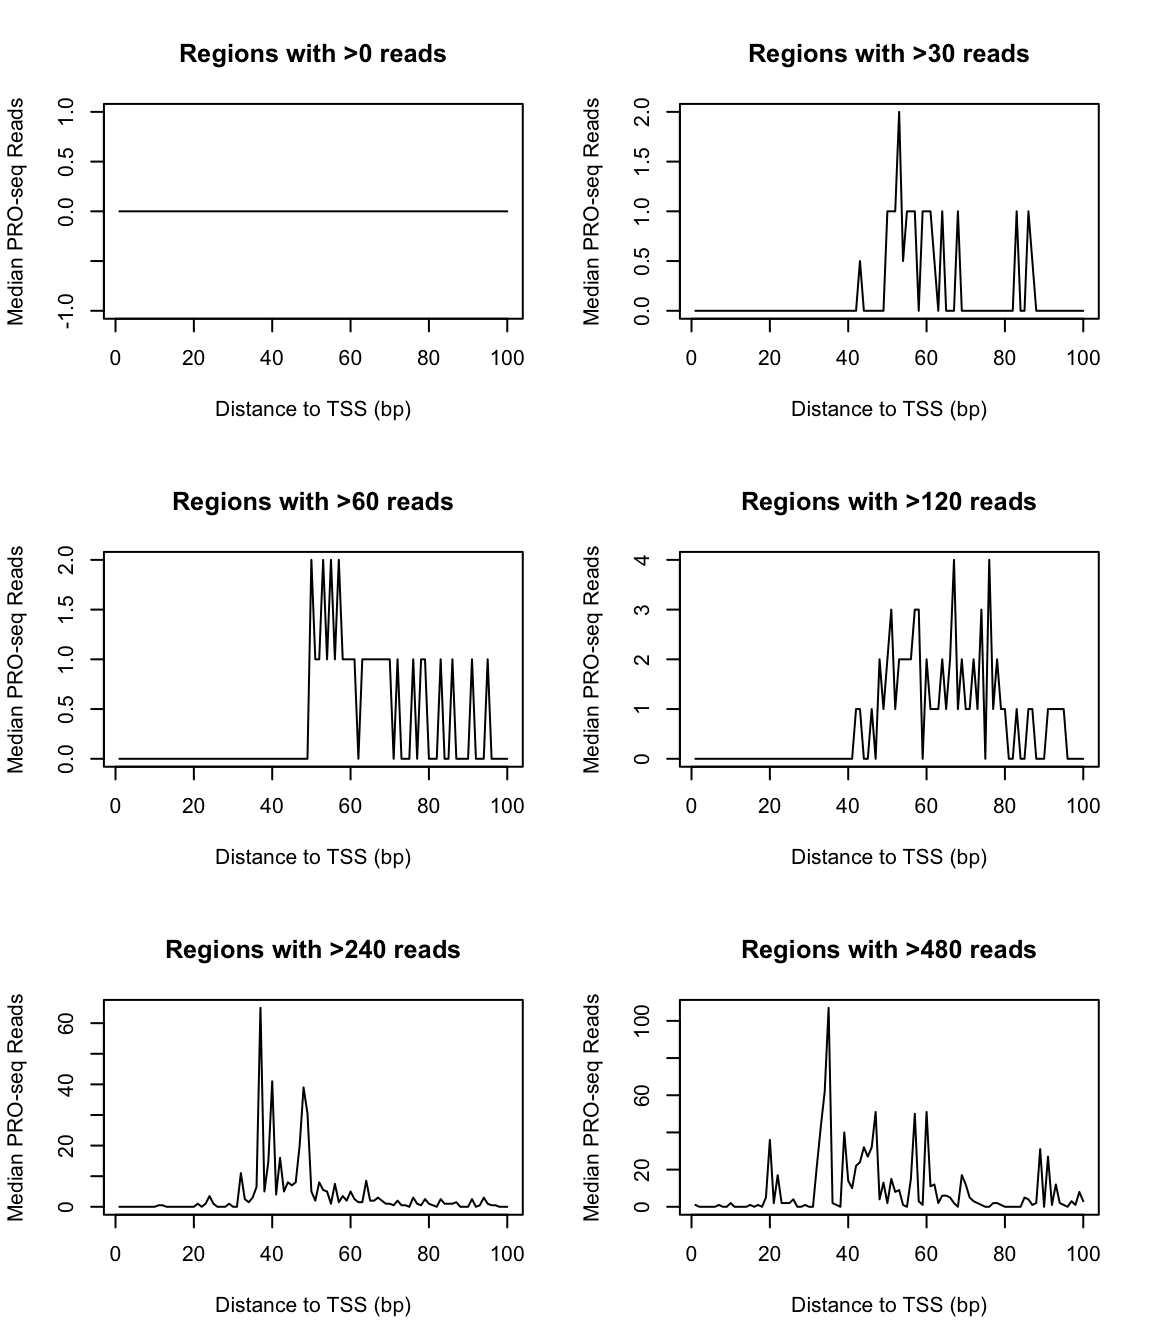 Regions with >0 reads
Median PRO-seq Reads
1.0
0.5
0.0
-1.0
0 20 40 60 80 100
Distance to TSS (bp)
Regions with >30 reads
Median PRO-seq Reads
2.0
1.5
1.0
0.5
0.0
0 20 40 60 80 100
Distance to TSS (bp)
Regions with >60 reads
Median PRO-seq Reads
2.0
1.5
1.0
0.5
0.0
0 20 40 60 80 100
Distance to TSS (bp)
Regions with >120 reads
Median PRO-seq Reads
4
3
2
1
0
0 20 40 60 80 100
Distance to TSS (bp)
Regions with >240 reads
Median PRO-seq Reads
60
40
20
0
0 20 40 60 80 100
Distance to TSS (bp)
Regions with >480 reads
Median PRO-seq Reads
100
60
20
0
0 20 40 60 80 100
Distance to TSS (bp)